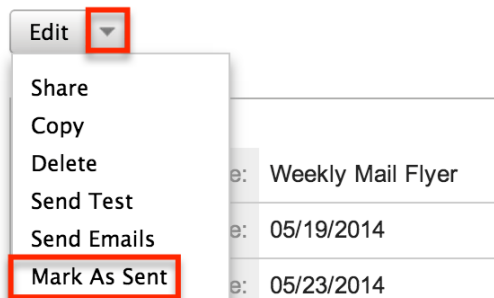 Edit
Share
Copy
Delete
e: Weekly Mail Flyer
Send Test
e: 05/19/2014
Send Emails
Mark As Sent
e: 05/23/2014